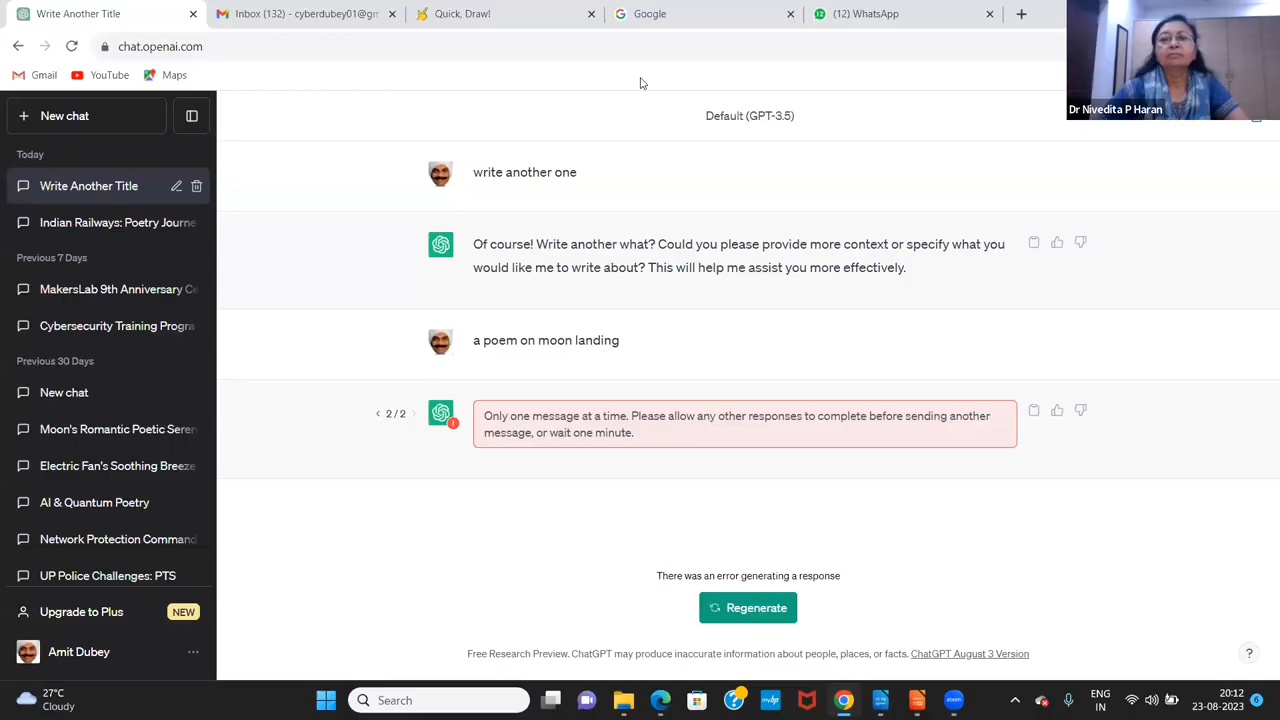 Write Another Title
Inbox (132) - cyberdubey01@gm
Quick, Draw!
Google
(12) WhatsApp
chat.openai.com
Gmail
YouTube
Maps
Dr Nivedita P Haran
New chat
Default (GPT-3.5)
Today
Write Another Title
Indian Railways: Poetry Journe
Previous 7 Days
MakersLab 9th Anniversary Ce
Cybersecurity Training Progra
Previous 30 Days
New chat
Moon's Romantic Poetic Seren
Electric Fan's Soothing Breeze
AI & Quantum Poetry
Network Protection Command
UP Police Challenges: PTS
Upgrade to Plus
NEW
Amit Dubey
write another one
Of course! Write another what? Could you please provide more context or specify what you
would like me to write about? This will help me assist you more effectively.
a poem on moon landing
2 / 2
Only one message at a time. Please allow any other responses to complete before sending another
message, or wait one minute.
There was an error generating a response
Regenerate
Free Research Preview. ChatGPT may produce inaccurate information about people, places, or facts. ChatGPT August 3 Version
?
27°C
Cloudy
Search
ENG
IN
20:12
23-08-2023
6